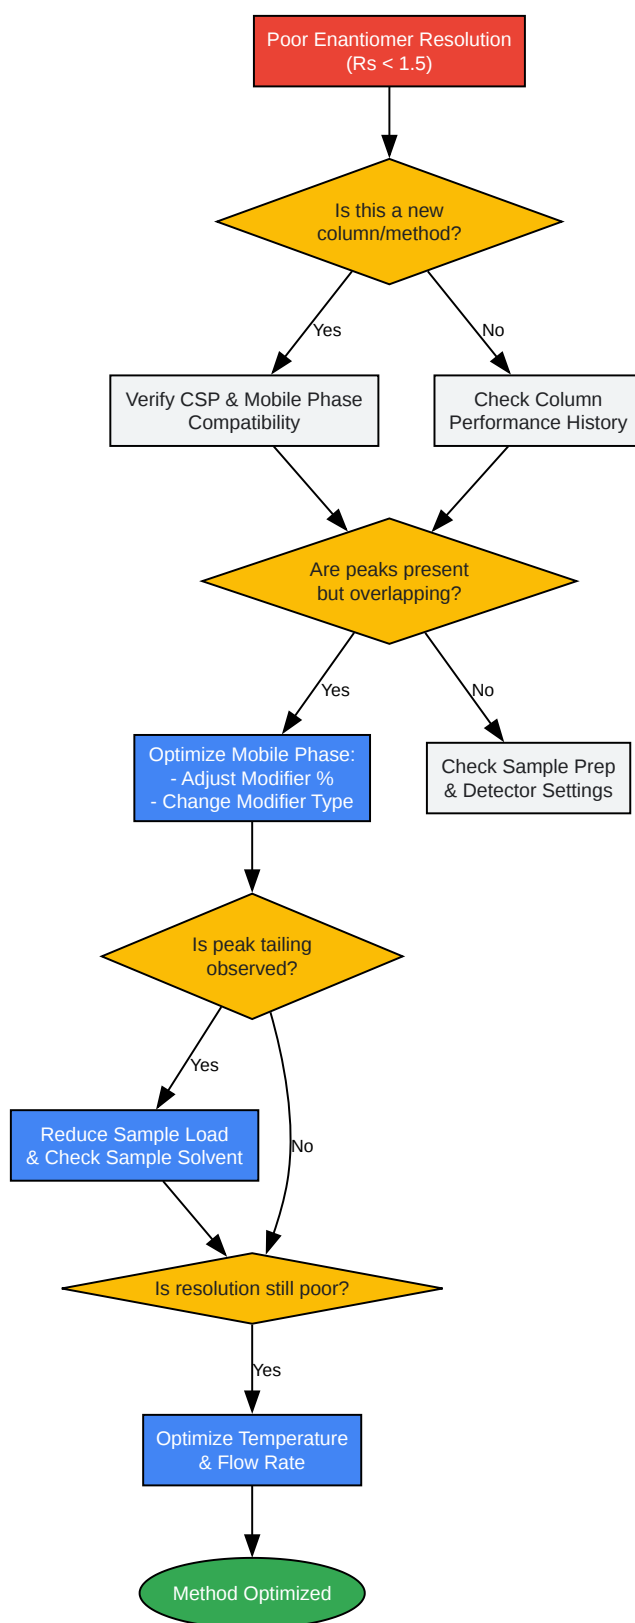 Poor Enantiomer Resolution
(Rs < 1.5)
Is this a new
column/method?
Yes
No
Verify CSP & Mobile Phase
Compatibility
Check Column
Performance History
Are peaks present
but overlapping?
Yes
No
Optimize Mobile Phase:
- Adjust Modifier %
- Change Modifier Type
Check Sample Prep
& Detector Settings
Is peak tailing
observed?
Yes
Reduce Sample Load
& Check Sample Solvent
No
Is resolution still poor?
Yes
Optimize Temperature
& Flow Rate
Method Optimized